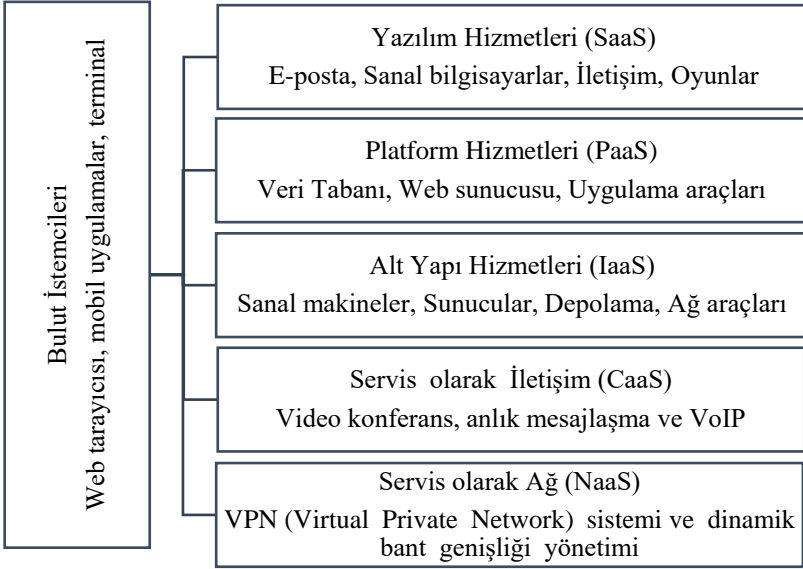 Bulut İstemcileri
Web tarayıcısı, mobil uygulamalar, terminal
Yazılım Hizmetleri (SaaS)
E-posta, Sanal bilgisayarlar, İletişim, Oyunlar
Platform Hizmetleri (PaaS)
Veri Tabanı, Web sunucusu, Uygulama araçları
Alt Yapı Hizmetleri (IaaS)
Sanal makineler, Sunucular, Depolama, Ağ araçları
Servis olarak İletişim (CaaS)
Video konferans, anlık mesajlaşma ve VoIP
Servis olarak Ağ (NaaS)
VPN (Virtual Private Network) sistemi ve dinamik
bant genişliği yönetimi